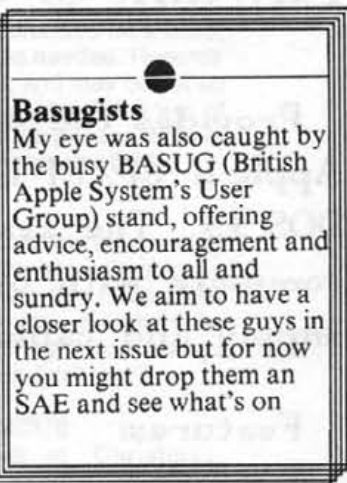 Basugists
My eye was also caught by
the busy BASUG (British
Apple System's User
Group) stand, offering
advice, encouragement and
enthusiasm to all and
sundry. We aim to have a
closer look at these guys in
the next issue but for now
you might drop them an
SAE and see what's on